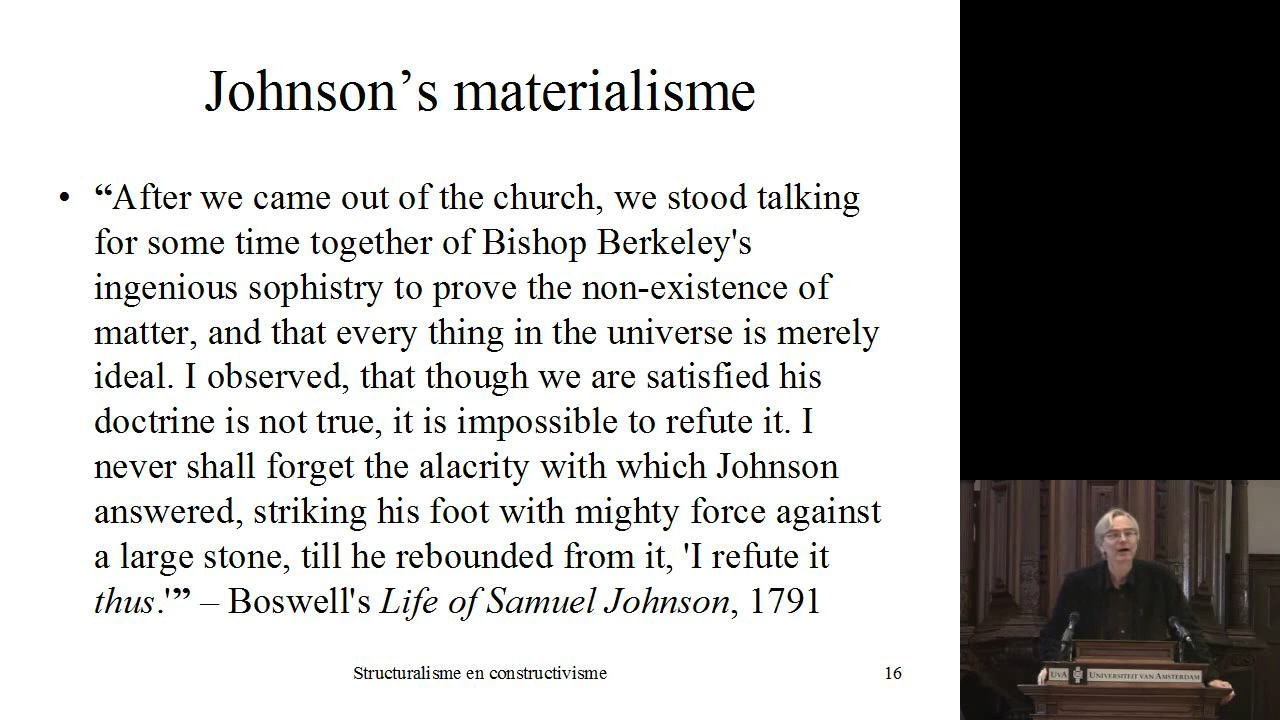 Johnson’s materialisme
• “After we came out of the church, we stood talking
for some time together of Bishop Berkeley's
ingenious sophistry to prove the non-existence of
matter, and that every thing in the universe is merely
ideal. I observed, that though we are satisfied his
doctrine is not true, it is impossible to refute it. I
never shall forget the alacrity with which Johnson
answered, striking his foot with mighty force against
a large stone, till he rebounded from it, 'I refute it
thus.'” – Boswell's Life of Samuel Johnson, 1791
Structuralisme en constructivisme 16
UVA UNIVERSITEIT VAN AMSTERDAM